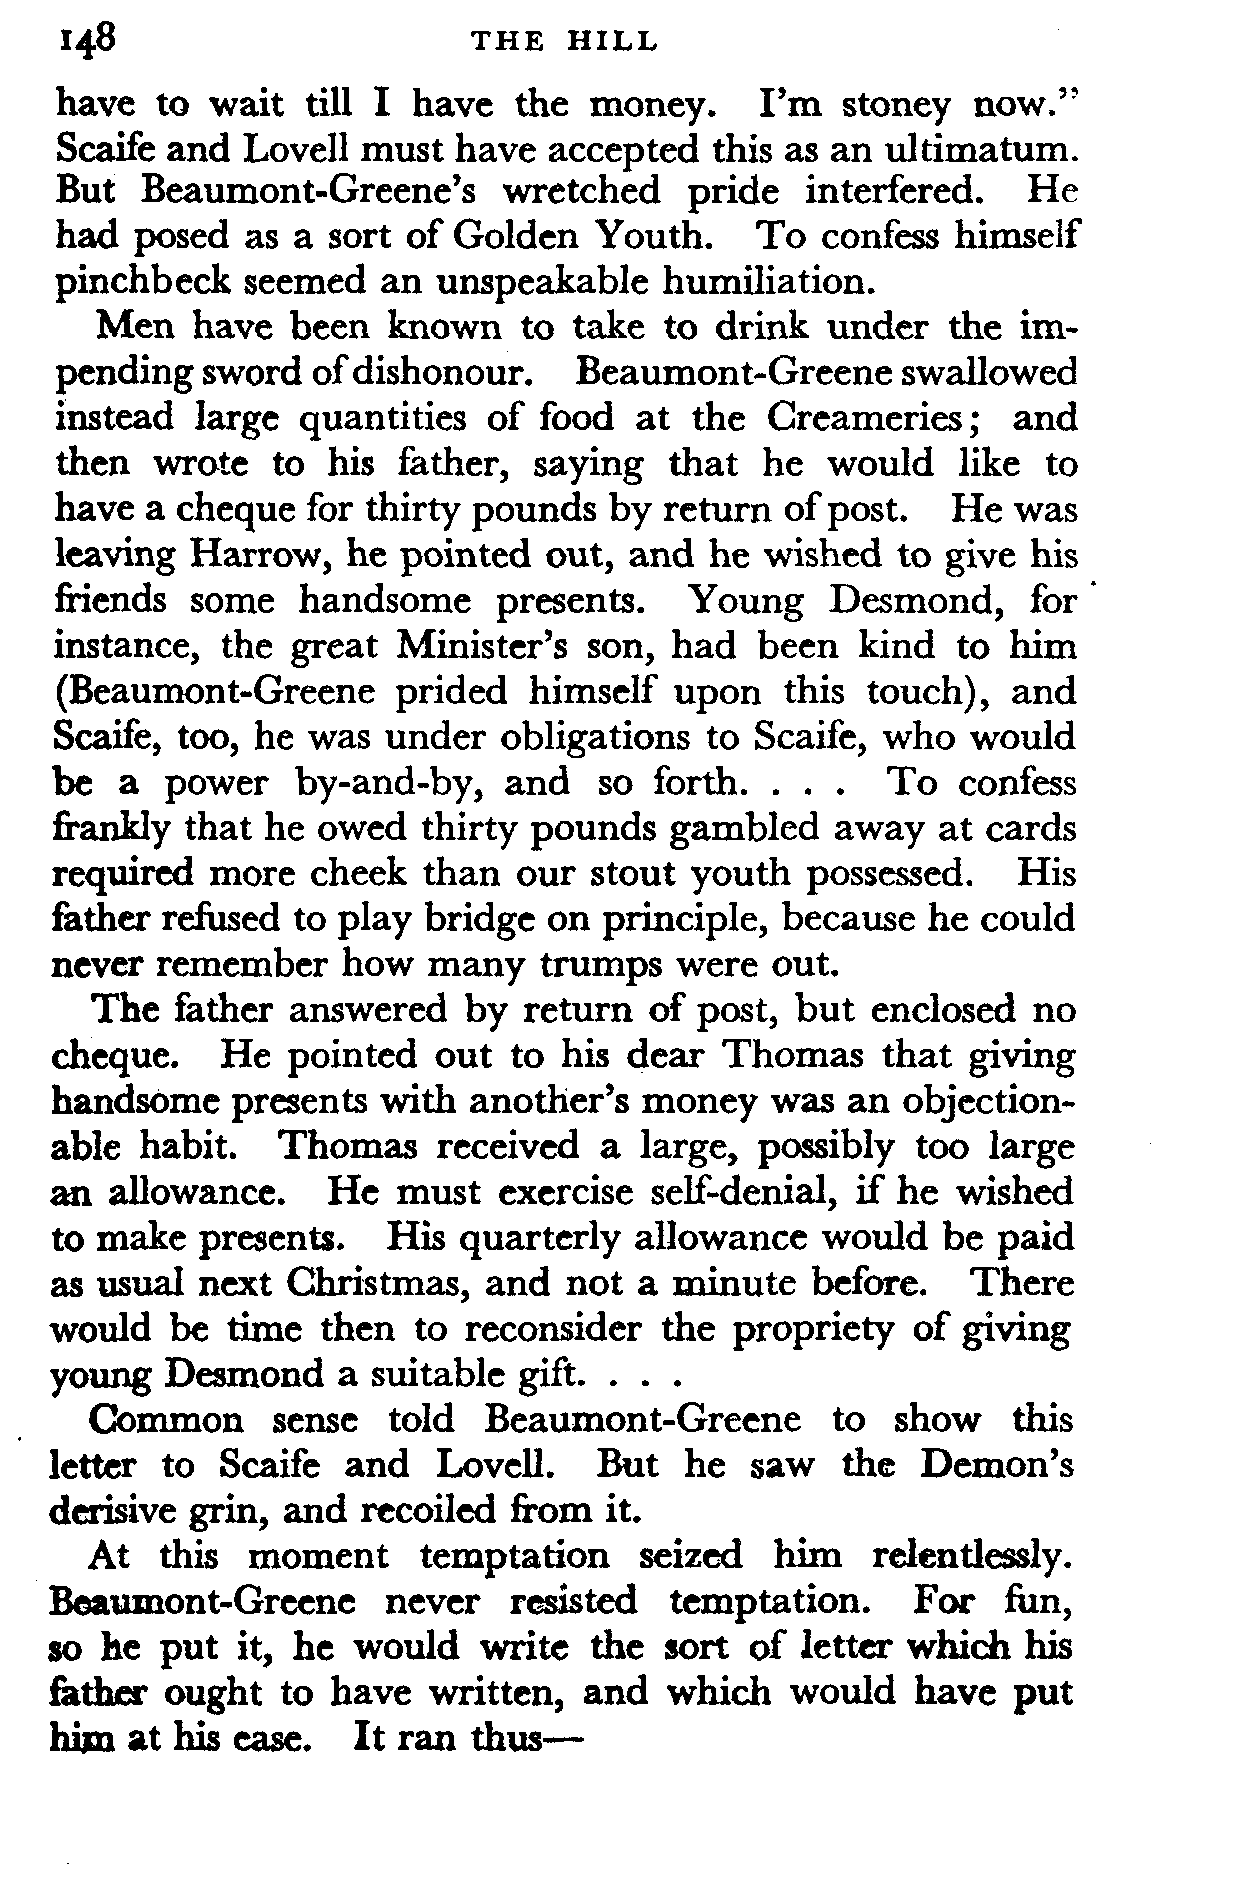 148 THE HILL
have to wait till I have the money. I'm stoney now."
Scaife and Lovell must have accepted this as an ultimatum.
But Beaumont-Greene's wretched pride interfered. He
had posed as a sort of Golden Youth. To confess himself
pinchbeck seemed an unspeakable humiliation.
Men have been known to take to drink under the im-
pending sword of dishonour. Beaumont-Greene swallowed
instead large quantities of food at the Creameries; and
then wrote to his father, saying that he would like to
have a cheque for thirty pounds by return of post. He was
leaving Harrow, he pointed out, and he wished to give his
friends some handsome presents. Young Desmond, for
instance, the great Minister's son, had been kind to him
(Beaumont-Greene prided himself upon this touch), and
Scaife, too, he was under obligations to Scaife, who would
be a power by-and-by, and so forth. . . . To confess
frankly that he owed thirty pounds gambled away at cards
required more cheek than our stout youth possessed. His
father refused to play bridge on principle, because he could
never remember how many trumps were out.
The father answered by return of post, but enclosed no
cheque. He pointed out to his dear Thomas that giving
handsome presents with another's money was an objection-
able habit. Thomas received a large, possibly too large
an allowance. He must exercise self-denial, if he wished
to make presents. His quarterly allowance would be paid
as usual next Christmas, and not a minute before. There
would be time then to reconsider the propriety of giving
young Desmond a suitable gift. . . .
Common sense told Beaumont-Greene to show this
letter to Scaife and Lovell. But he saw the Demon's
derisive grin, and recoiled from it.
At this moment temptation seized him relentlessly.
Beaumont-Greene never resisted temptation. For fun,
so he put it, he would write the sort of letter which his
father ought to have written, and which would have put
him at his ease. It ran thus—